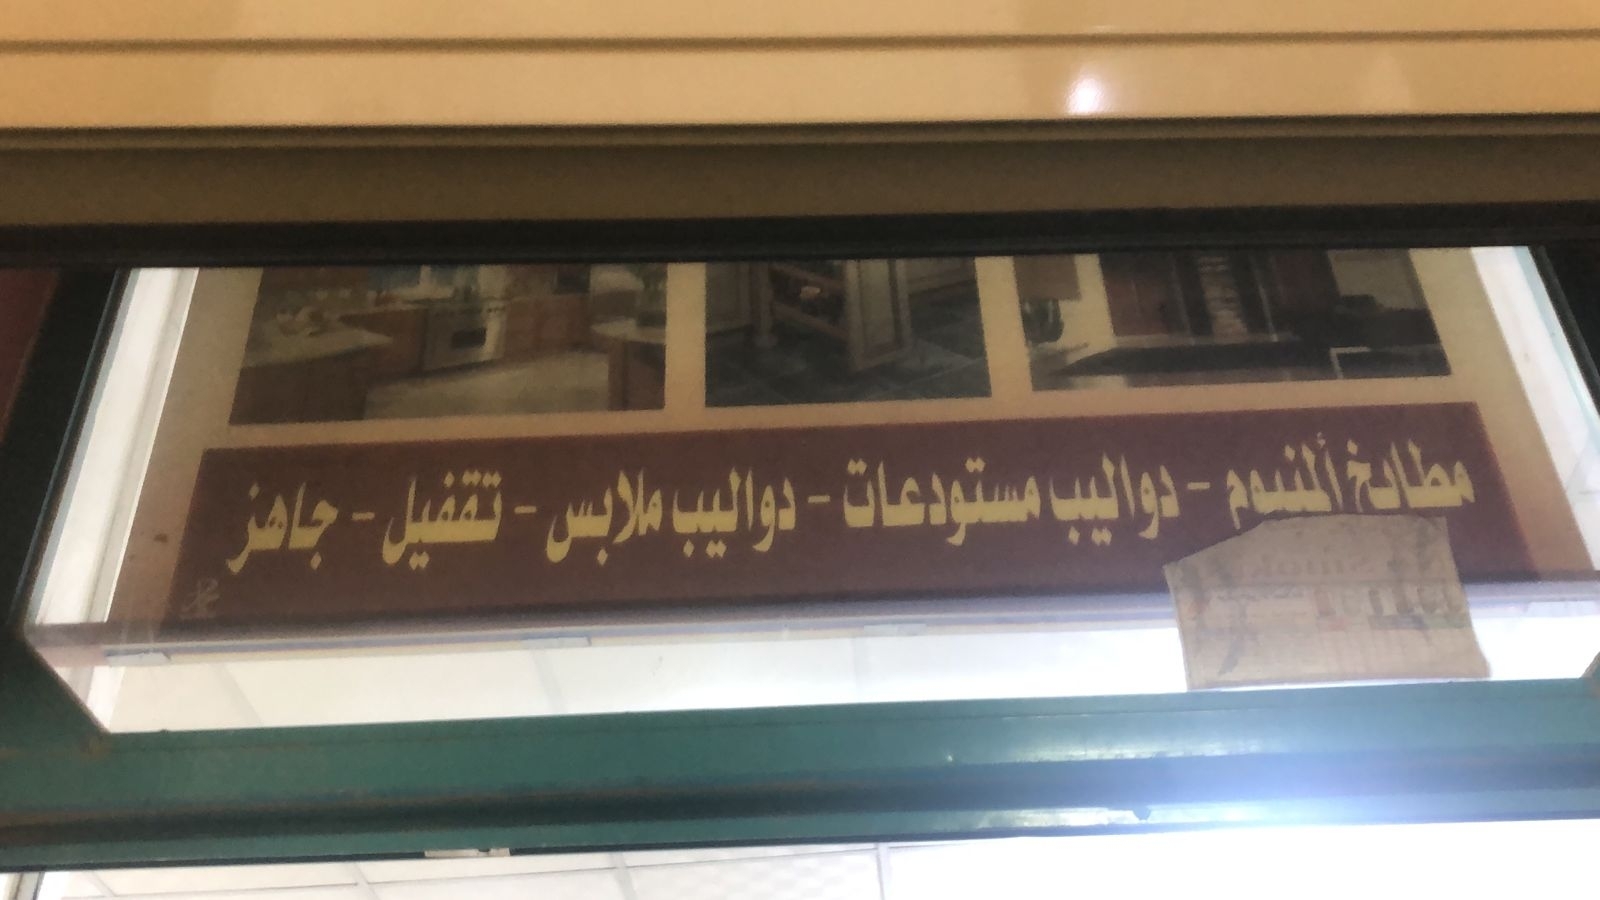 مطابخ ألمنيوم - دواليب مستودعات - دواليب ملابس - تقفيل - جاهز